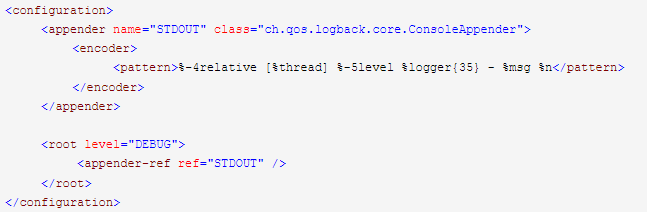 <configuration>
<appender name="STDOUT" class="ch.qos.logback.core.ConsoleAppender">
<encoder>
<pattern>%-4relative [%thread] %-5level %logger{35} - %msg %n</pattern>
</encoder>
</appender>
<root level="DEBUG">
<appender-ref ref="STDOUT" />
</root>
</configuration>